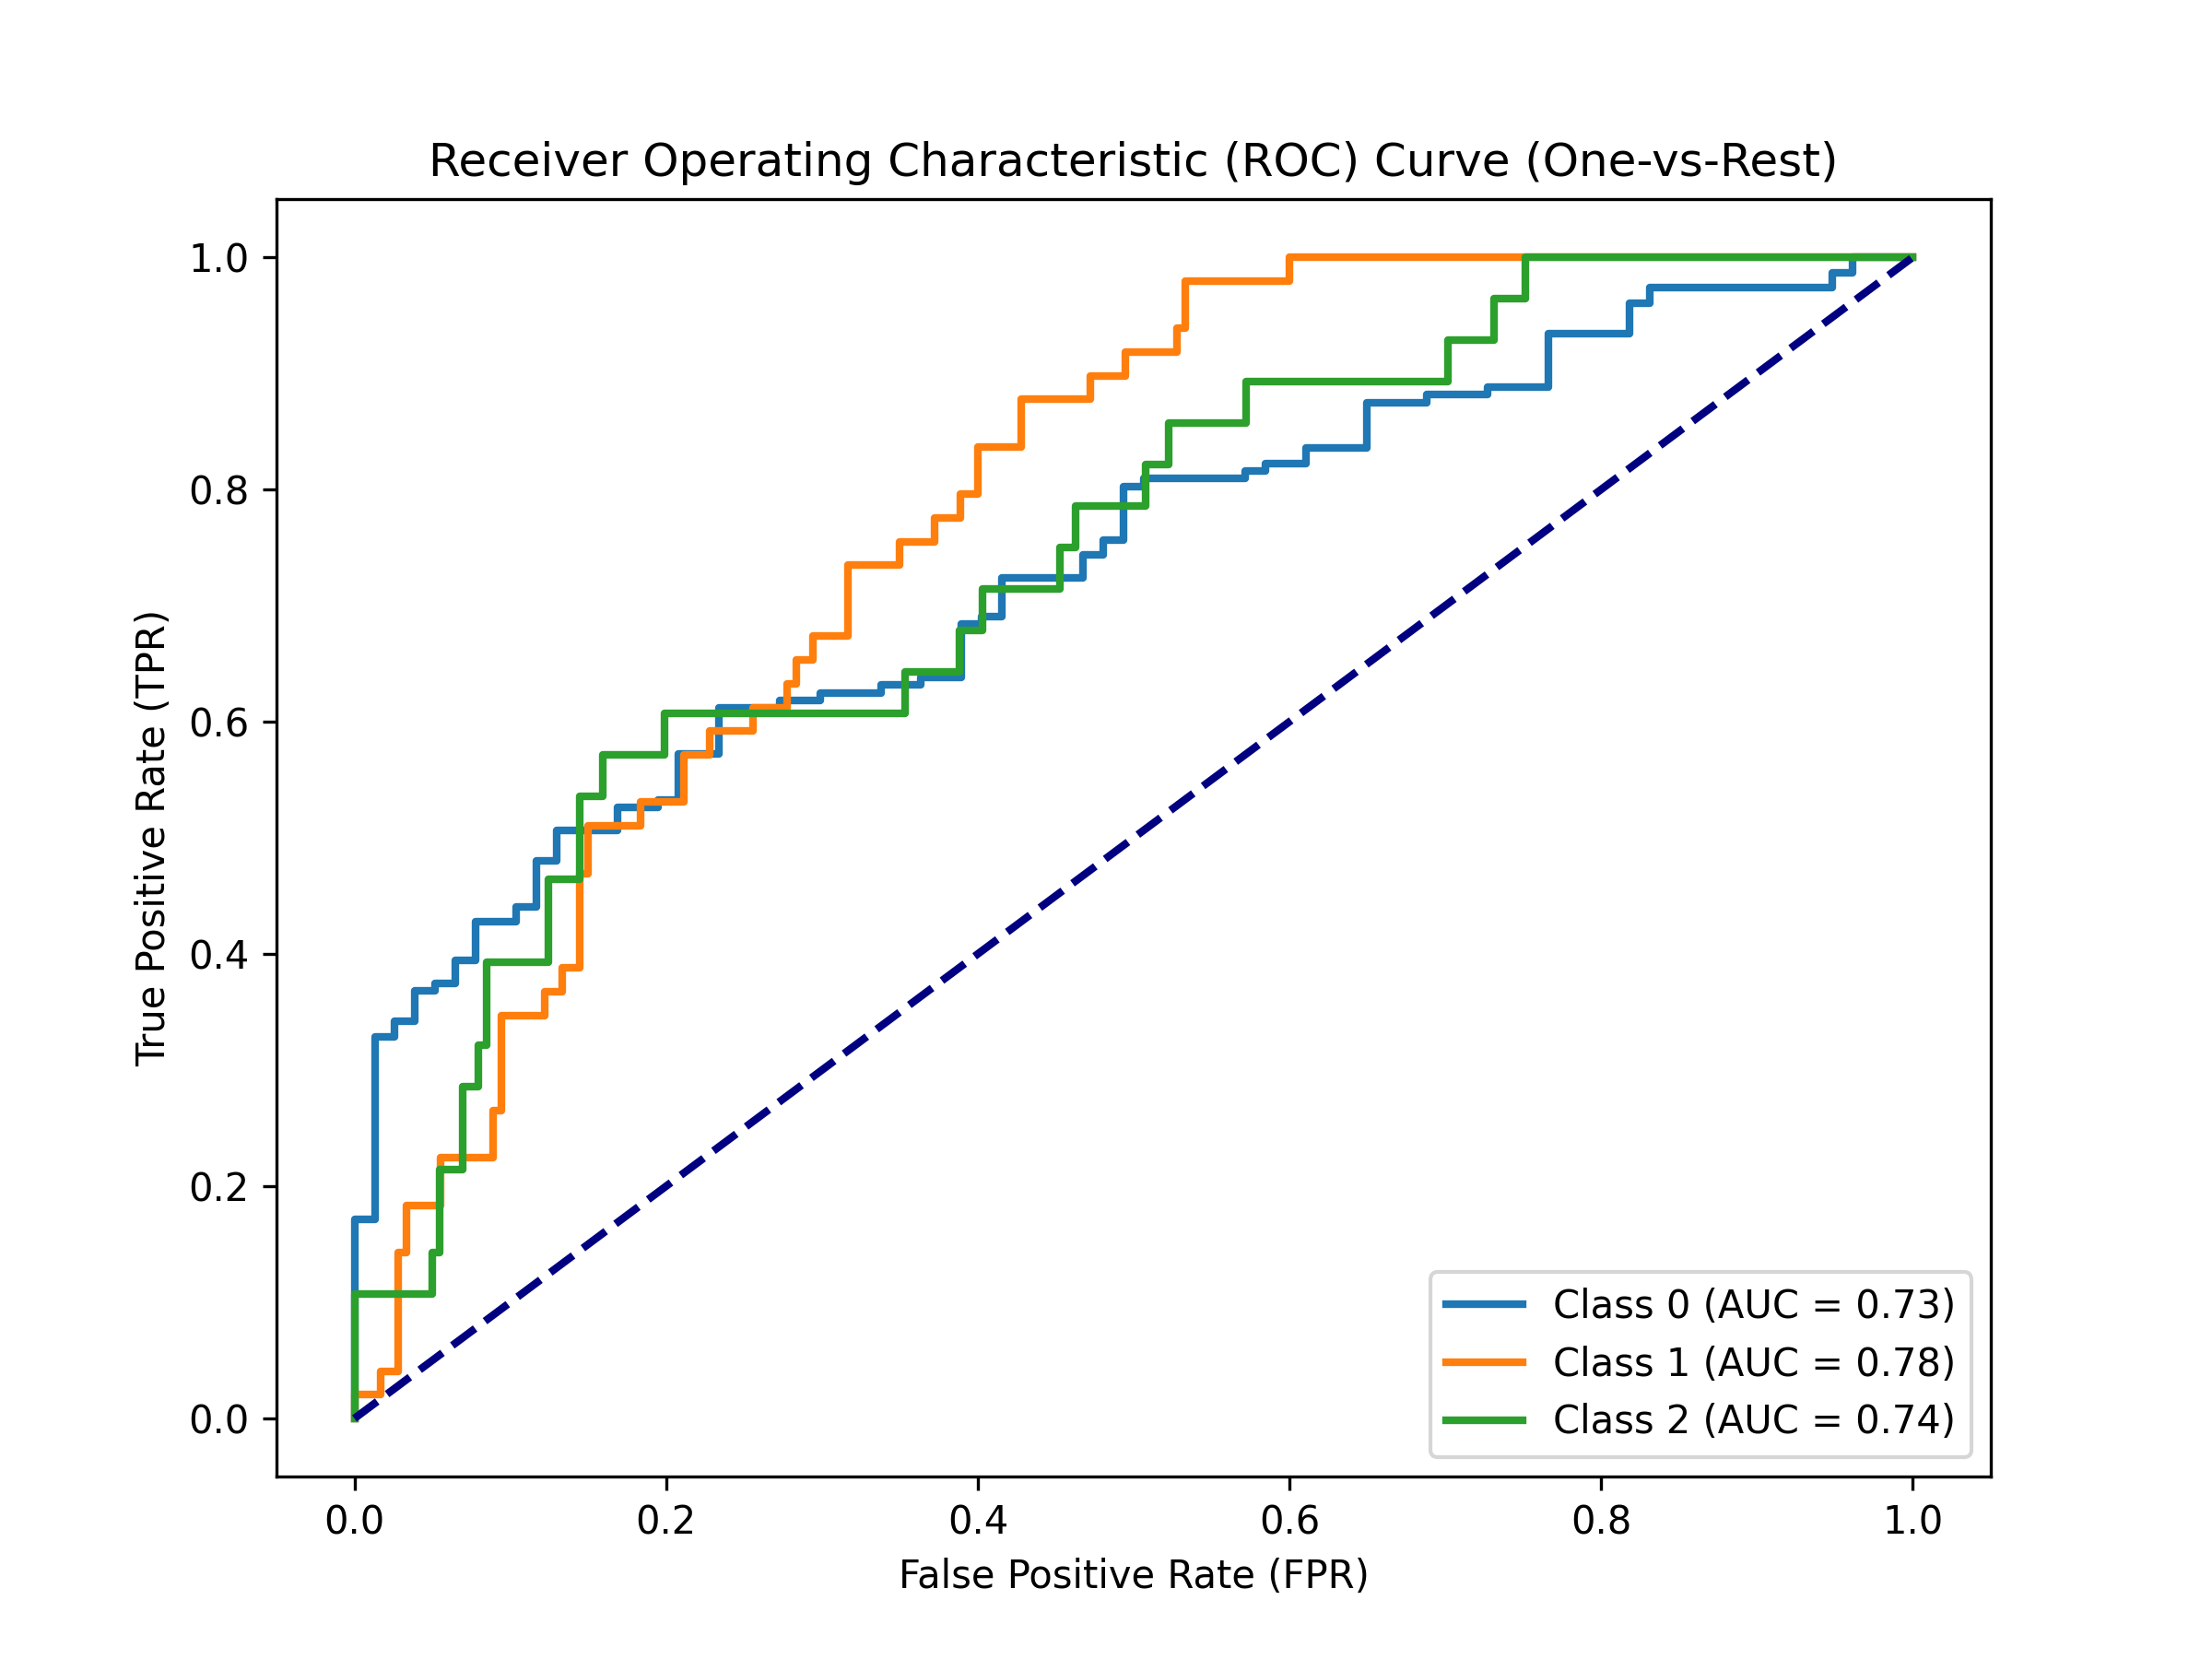 Receiver Operating Characteristic (ROC) Curve (One-vs-Rest)
True Positive Rate (TPR)
1.0
0.8
0.6
0.4
0.2
0.0
Class 0 (AUC = 0.73)
Class 1 (AUC = 0.78)
Class 2 (AUC = 0.74)
0.0 0.2 0.4 0.6 0.8 1.0
False Positive Rate (FPR)